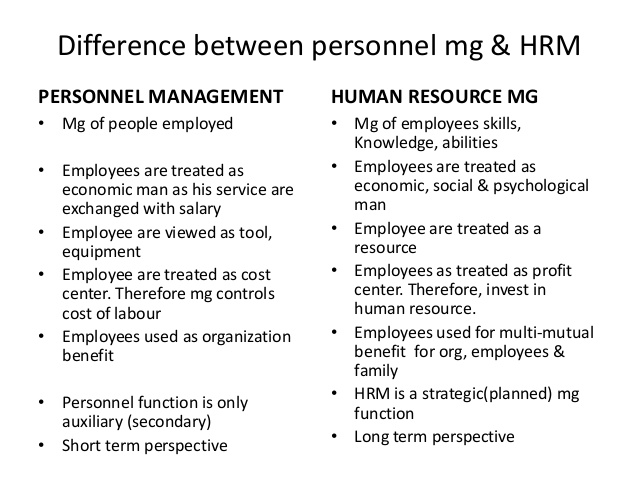 Difference between personnel mg & HRM
PERSONNEL MANAGEMENT
• Mg of people employed
• Employees are treated as
economic man as his service are
exchanged with salary
• Employee are viewed as tool,
equipment
• Employee are treated as cost
center. Therefore mg controls
cost of labour
• Employees used as organization
benefit
• Personnel function is only
auxiliary (secondary)
• Short term perspective
HUMAN RESOURCE MG
• Mg of employees skills,
Knowledge, abilities
• Employees are treated as
economic, social & psychological
man
• Employee are treated as a
resource
• Employees as treated as profit
center. Therefore, invest in
human resource.
• Employees used for multi-mutual
benefit  for org, employees &
family
• HRM is a strategic(planned) mg
function
• Long term perspective